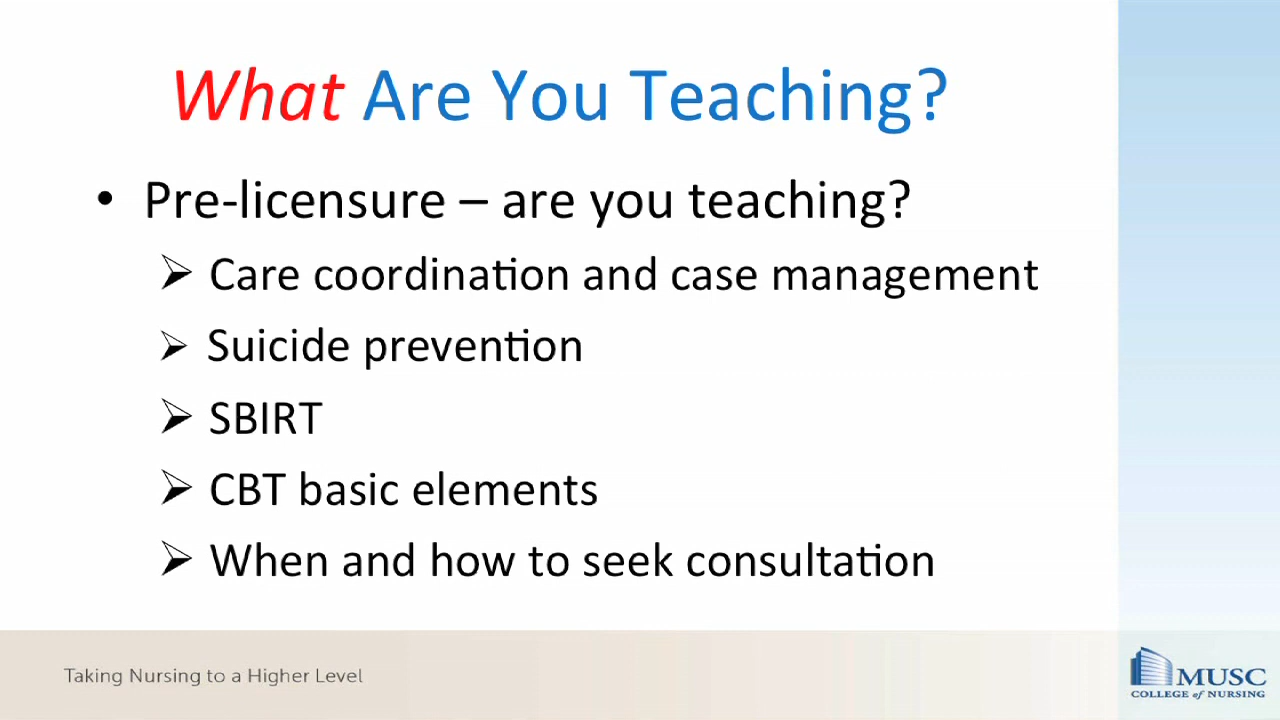 What Are You Teaching?
• Pre-licensure – are you teaching?
➢ Care coordination and case management
➢ Suicide prevention
➢ SBIRT
➢ CBT basic elements
➢ When and how to seek consultation
Taking Nursing to a Higher Level
MUSC
COLLEGE of NURSING